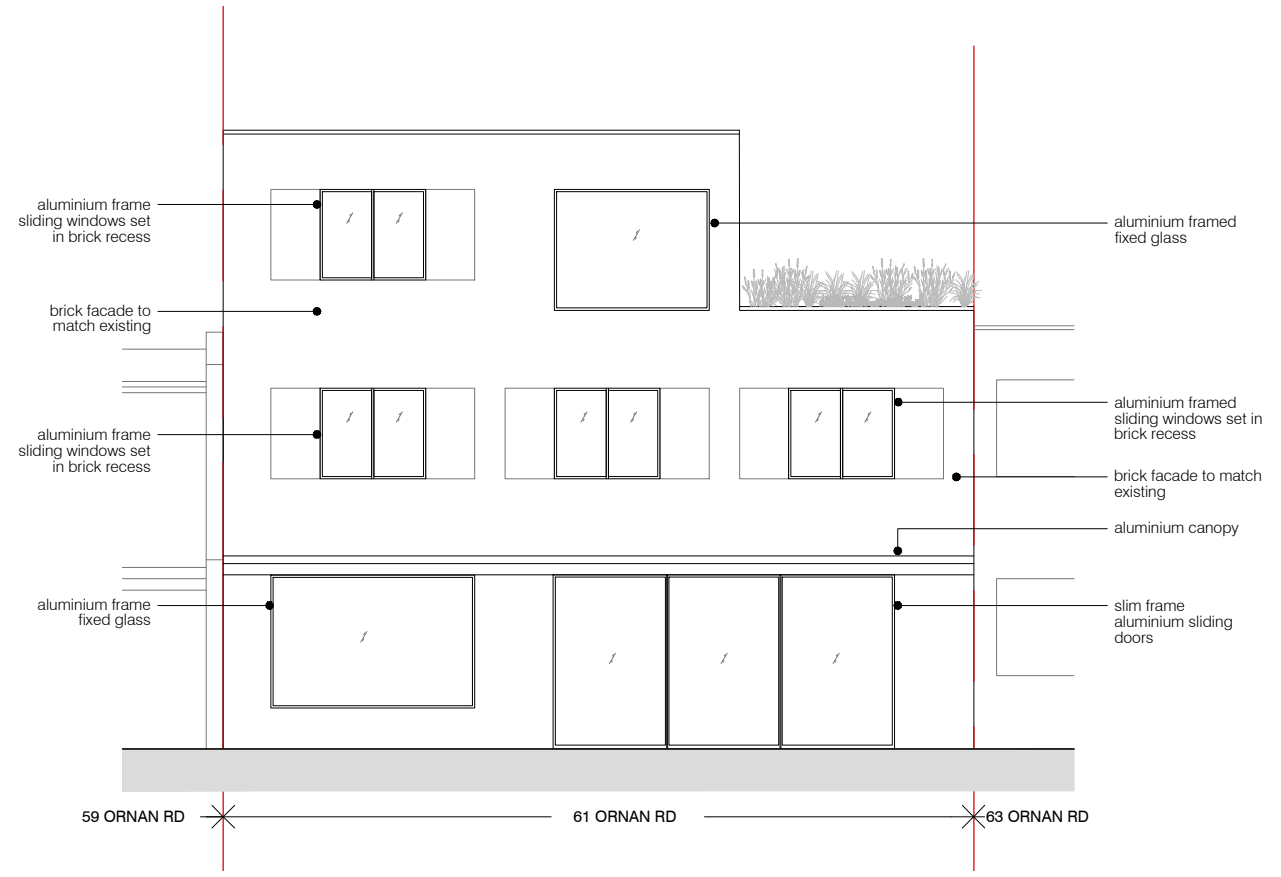 aluminium frame
sliding windows set
in brick recess
aluminium framed
fixed glass
brick facade to
match existing
aluminium frame
sliding windows set
in brick recess
aluminium framed
sliding windows set in
brick recess
brick facade to match
existing
aluminium canopy
aluminium frame
fixed glass
slim frame
aluminium sliding
doors
59 ORNAN RD
61 ORNAN RD
63 ORNAN RD